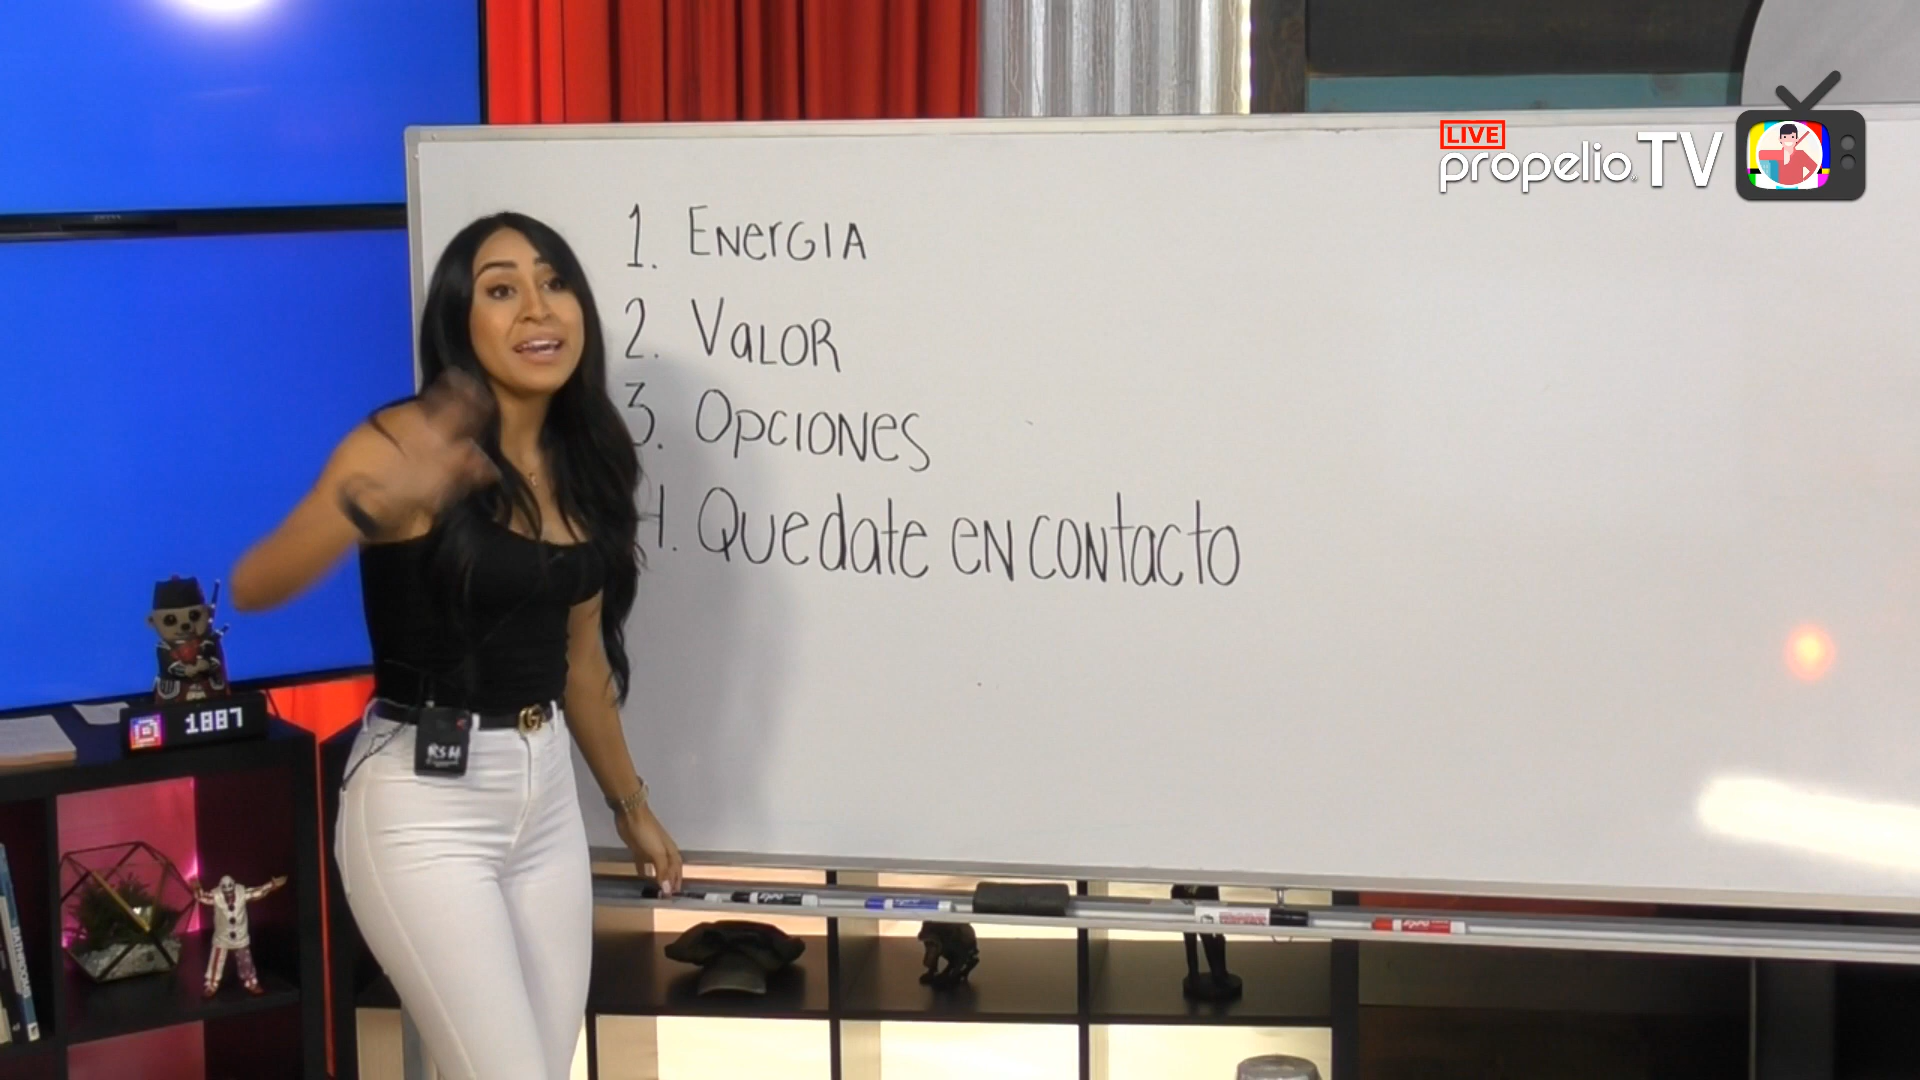 LIVE
propelio.TV
1. ENerGIA
2. VaLOR
3. OPCIONes
4. Quedate eN coNtacto
1887